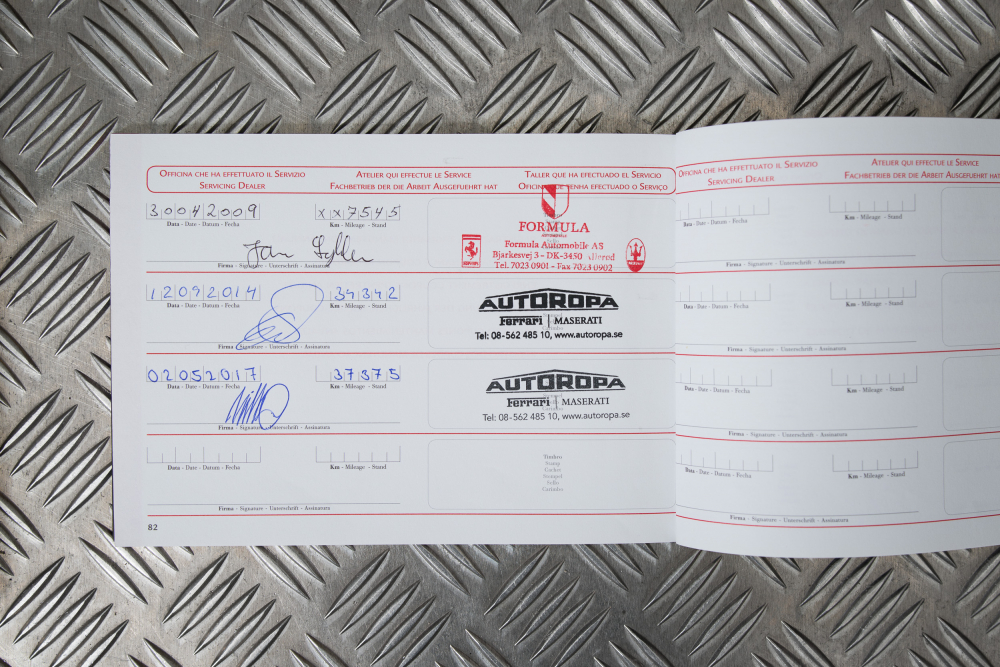 Officina che ha effettuato il Servizio
Servicing Dealer
Atelier qui effectue le Service
Fachbetrieb der die Arbeit Ausgefuehrt hat
Taller que ha efectuado el Servicio
Oficina que tenha efectuado o Serviço
30042009
Data - Date - Datum - Fecha
xx7545
Km - Mileage - Stand
Firma - Signature - Unterschrift - Assinatura
FORMULA
AUTOMOBILE
Formula Automobile AS
Bjarkesvej 3 - DK-3450 Allerød
Tel. 7023 0901 - Fax 7023 0902
12092014
Data - Date - Datum - Fecha
34342
Km - Mileage - Stand
Firma - Signature - Unterschrift - Assinatura
AUTOROPA
Ferrari | MASERATI
Tel: 08-562 485 10, www.autoropa.se
02052017
Data - Date - Datum - Fecha
37375
Km - Mileage - Stand
Firma - Signature - Unterschrift - Assinatura
AUTOROPA
Ferrari | MASERATI
Tel: 08-562 485 10, www.autoropa.se
Data - Date - Datum - Fecha
Km - Mileage - Stand
Firma - Signature - Unterschrift - Assinatura
Timbro
Stamp
Cachet
Stempel
Sello
Carimbo
82
Officina che ha effettuato il Servizio
Servicing Dealer
Atelier qui effectue le Service
Fachbetrieb der die Arbeit Ausgefuehrt hat
Data - Date - Datum - Fecha
Km - Mileage - Stand
Firma - Signature - Unterschrift - Assinatura
Data - Date - Datum - Fecha
Km - Mileage - Stand
Firma - Signature - Unterschrift - Assinatura
Data - Date - Datum - Fecha
Km - Mileage - Stand
Firma - Signature - Unterschrift - Assinatura
Data - Date - Datum - Fecha
Km - Mileage - Stand
Firma - Signature - Unterschrift - Assinatura